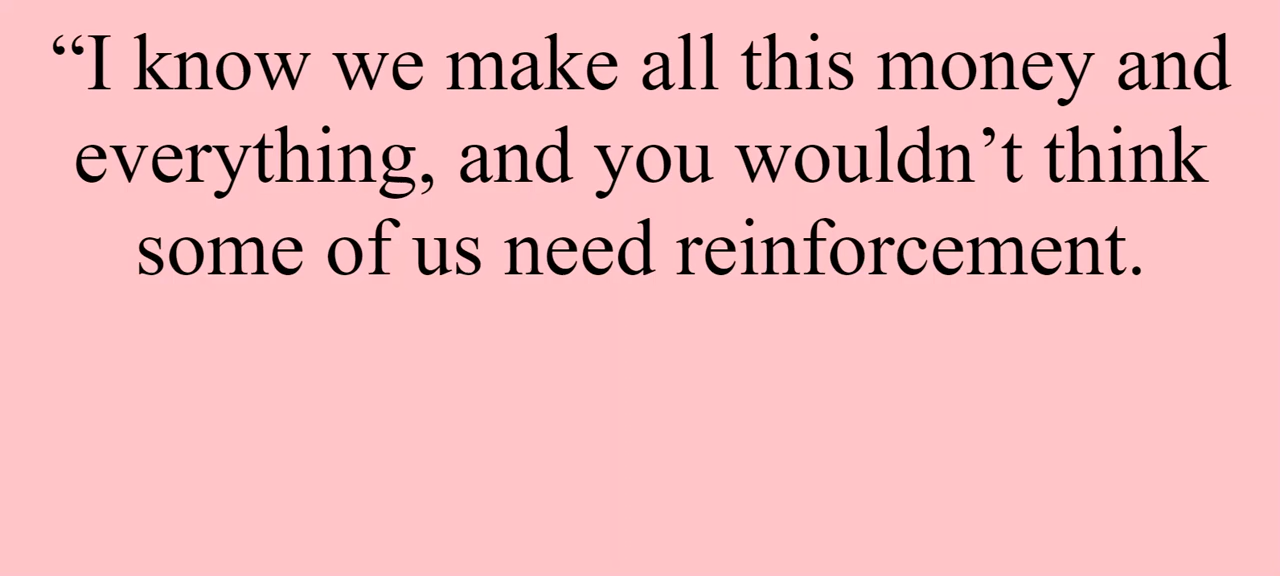 “I know we make all this money and
everything, and you wouldn’t think
some of us need reinforcement.